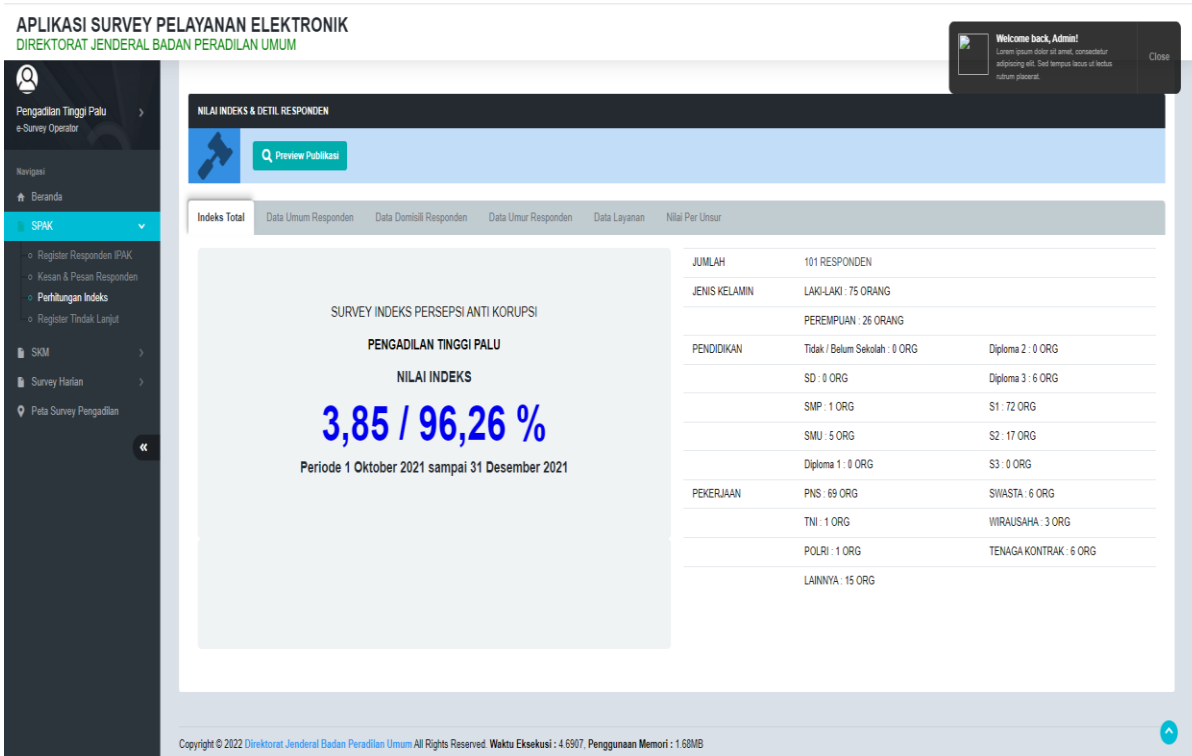 APLIKASI SURVEY PELAYANAN ELEKTRONIK
DIREKTORAT JENDERAL BADAN PERADILAN UMUM
Welcome back, Admin!
Lorem ipsum dolor sit amet, consectetur
adipiscing elit. Sed tempus lacus ut lectus
rutrum placerat.
Close
Pengadilan Tinggi Palu
e-Survey Operator
Navigasi
Beranda
SPAK
Register Responden IPAK
Kesan & Pesan Responden
Perhitungan Indeks
Register Tindak Lanjut
SKM
Survey Harian
Peta Survey Pengadilan
NILAI INDEKS & DETIL RESPONDEN
Preview Publikasi
Indeks Total Data Umum Responden Data Domisili Responden Data Umur Responden Data Layanan Nilai Per Unsur
SURVEY INDEKS PERSEPSI ANTI KORUPSI
PENGADILAN TINGGI PALU
NILAI INDEKS
3,85 / 96,26 %
Periode 1 Oktober 2021 sampai 31 Desember 2021
JUMLAH 101 RESPONDEN
JENIS KELAMIN LAKI-LAKI : 75 ORANG
PEREMPUAN : 26 ORANG
PENDIDIKAN Tidak / Belum Sekolah : 0 ORG Diploma 2 : 0 ORG
SD : 0 ORG Diploma 3 : 6 ORG
SMP : 1 ORG S1 : 72 ORG
SMU : 5 ORG S2 : 17 ORG
Diploma 1 : 0 ORG S3 : 0 ORG
PEKERJAAN PNS : 69 ORG SWASTA : 6 ORG
TNI : 1 ORG WIRAUSAHA : 3 ORG
POLRI : 1 ORG TENAGA KONTRAK : 6 ORG
LAINNYA : 15 ORG
Copyright © 2022 Direktorat Jenderal Badan Peradilan Umum All Rights Reserved. Waktu Eksekusi : 4.6907, Penggunaan Memori : 1.68MB